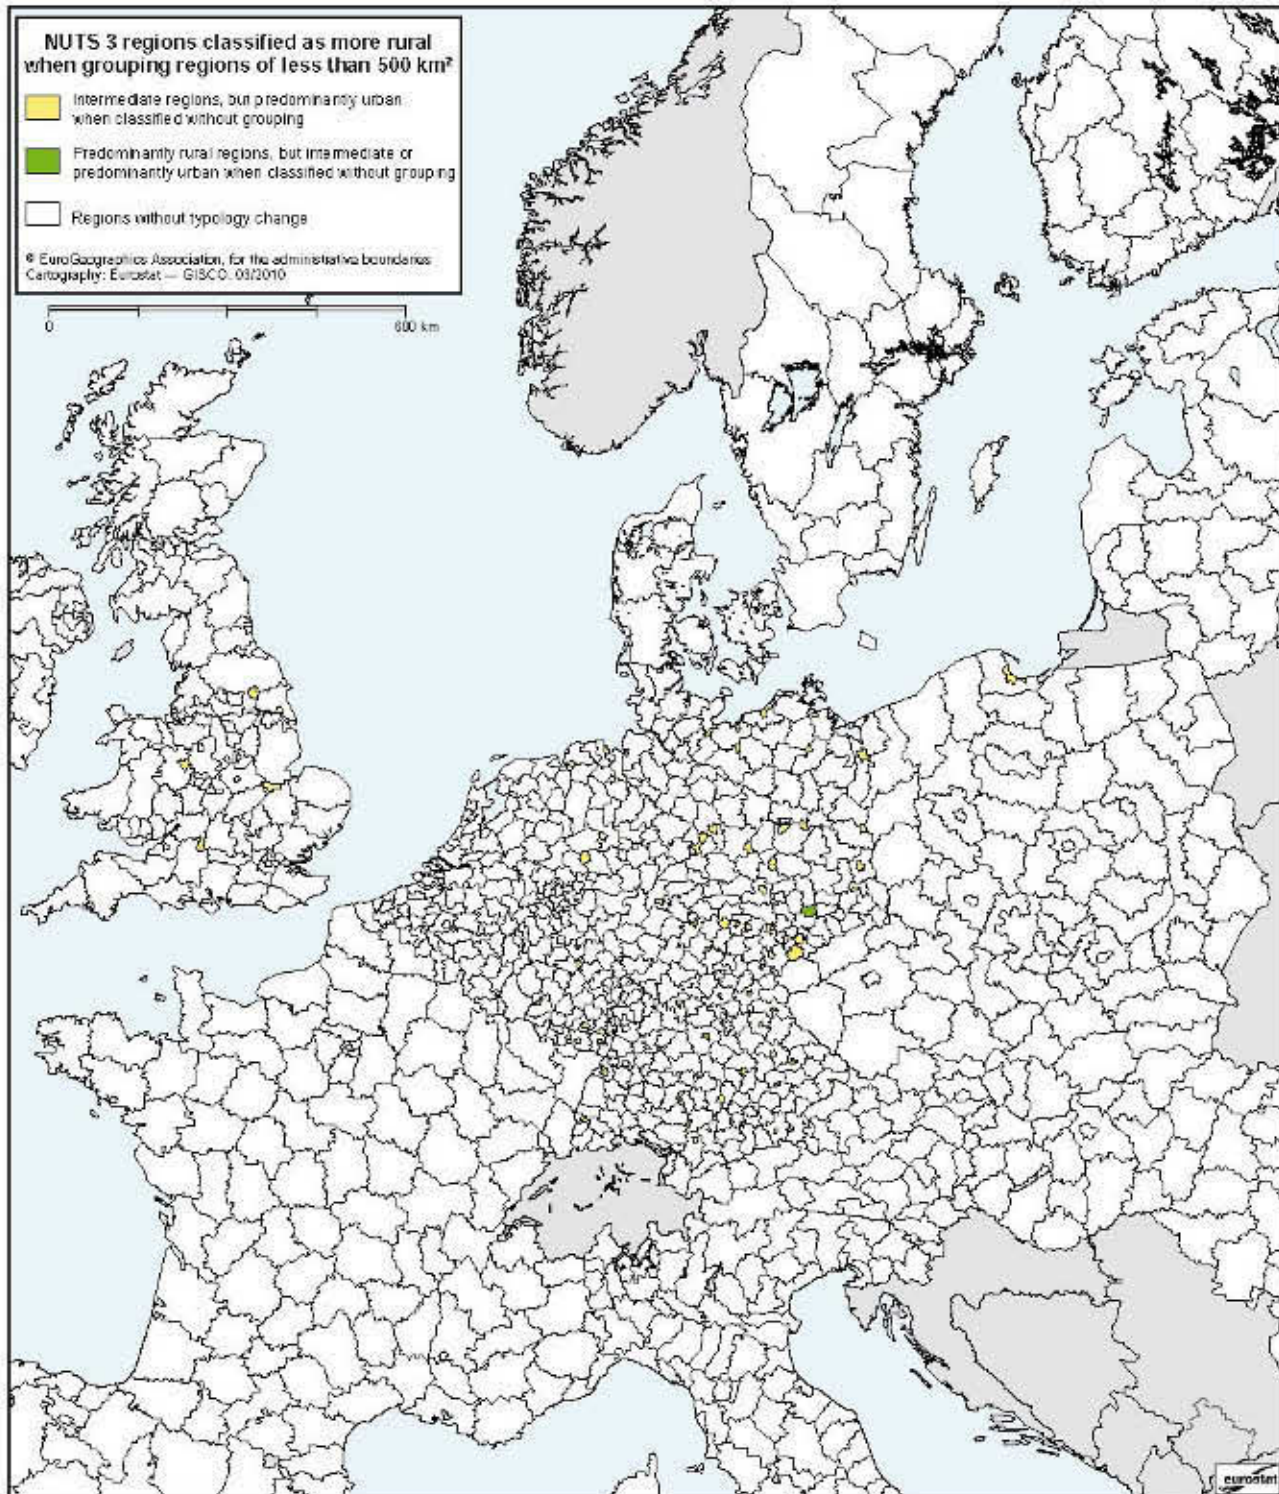 NUTS 3 regions classified as more rural
when grouping regions of less than 500 km²
Intermediate regions, but predominantly urban
when classified without grouping
Predominantly rural regions, but intermediate or
predominantly urban when classified without grouping
Regions without typology change
© EuroGeographics Association, for the administrative boundaries
Cartography: Eurostat — GISCO, 03/2010
0 600 km
eurostat